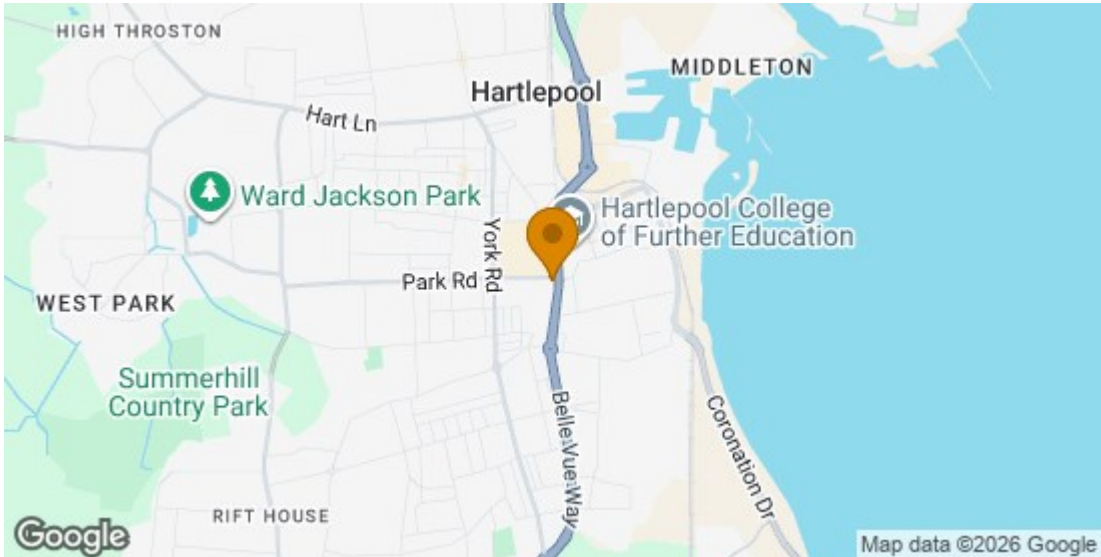 HIGH THROSTON
MIDDLETON
Hartlepool
Hart Ln
Ward Jackson Park
Hartlepool College
of Further Education
York Rd
Park Rd
WEST PARK
Summerhill
Country Park
Belle Vue Way
Coronation Dr
RIFT HOUSE
Google
Map data ©2026 Google